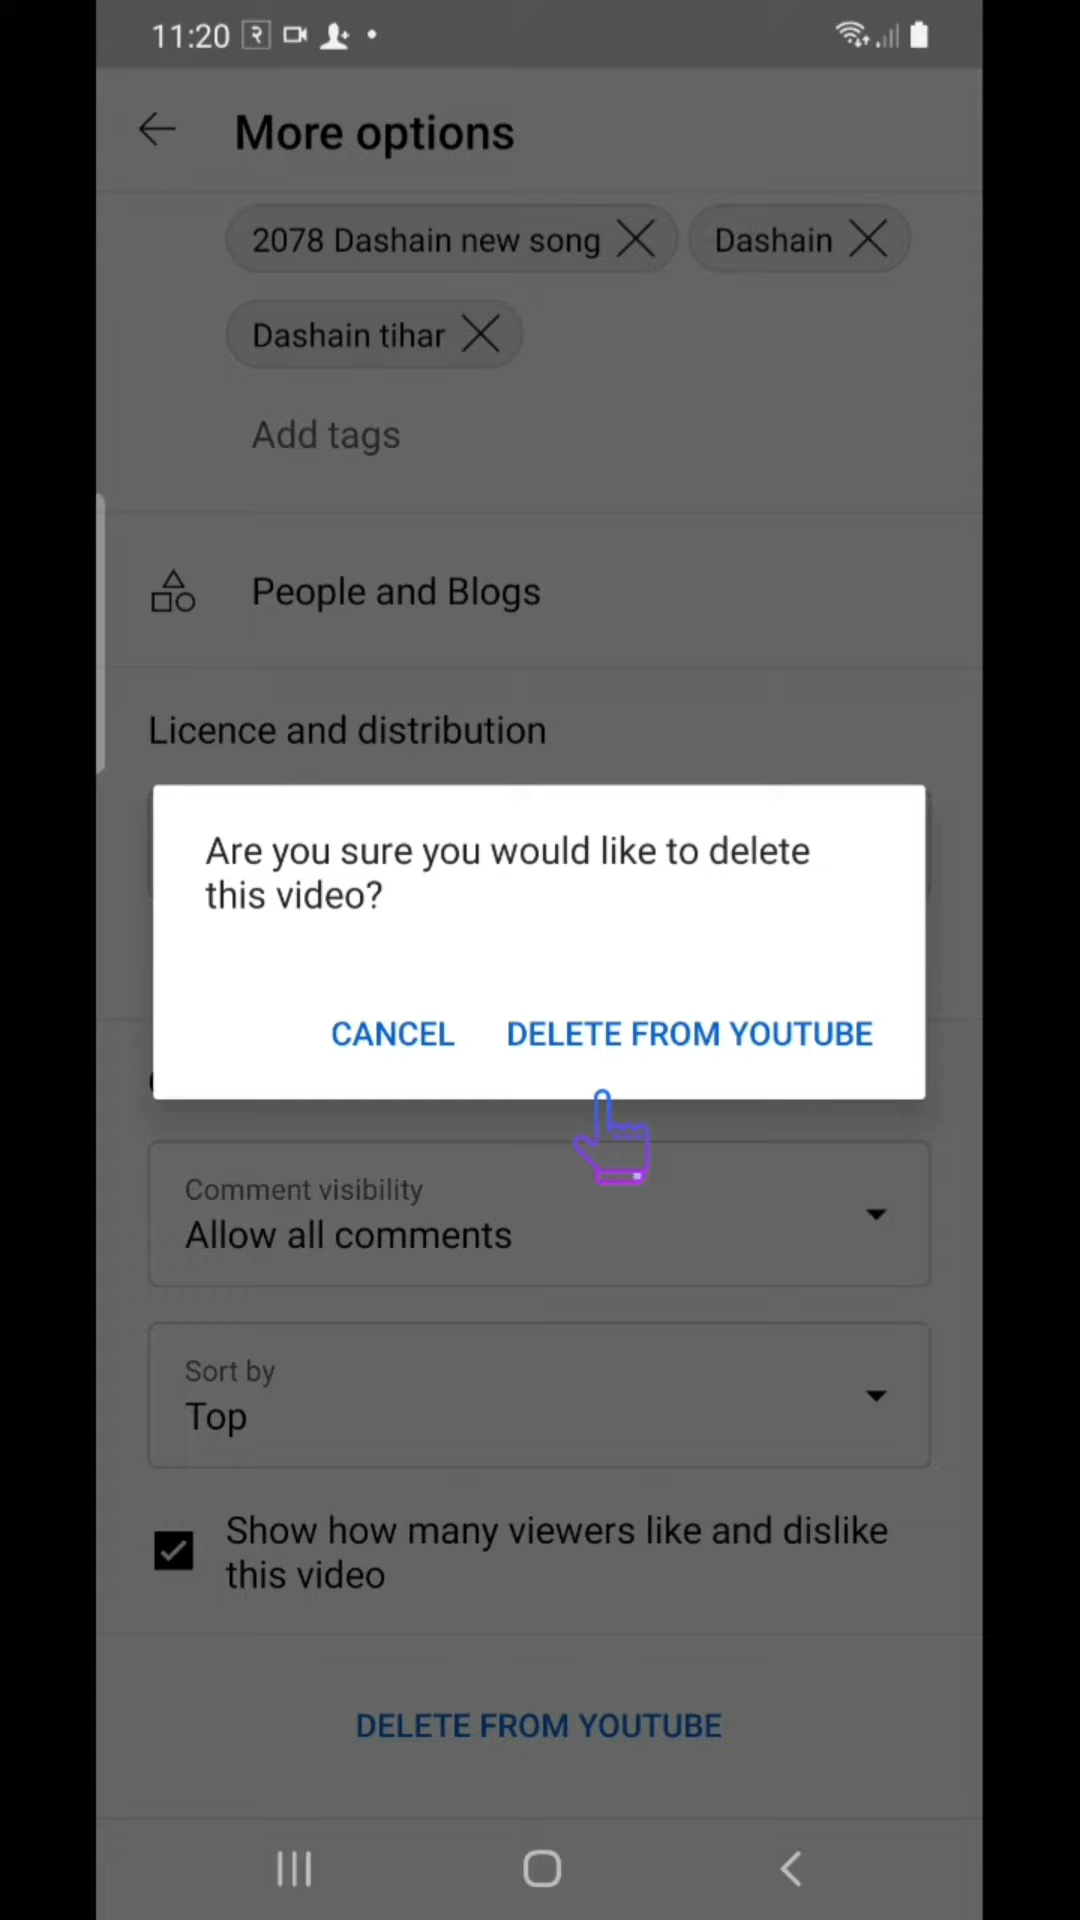 11:20
More options
2078 Dashain new song
Dashain
Dashain tihar
Add tags
People and Blogs
Licence and distribution
Are you sure you would like to delete
this video?
CANCEL
DELETE FROM YOUTUBE
Comment visibility
Allow all comments
Sort by
Top
Show how many viewers like and dislike
this video
DELETE FROM YOUTUBE